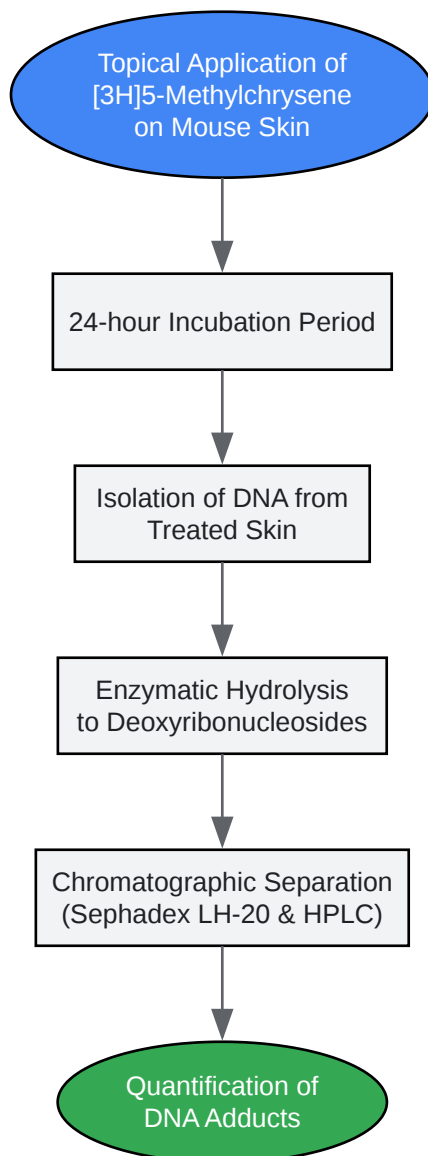 Topical Application of
[3H]5-Methylchrysene
on Mouse Skin
24-hour Incubation Period
Isolation of DNA from
Treated Skin
Enzymatic Hydrolysis
to Deoxyribonucleosides
Chromatographic Separation
(Sephadex LH-20 & HPLC)
Quantification of
DNA Adducts